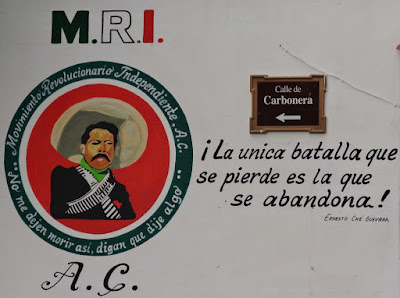 M.R.I.
Movimiento Revolucionario Independiente. A.C. ..
No me dejen morir así, digan que dije algo ..
A.C.
Calle de
Carbonera
¡La unica batalla que
se pierde es la que
se abandona!
Ernesto Che Guevara